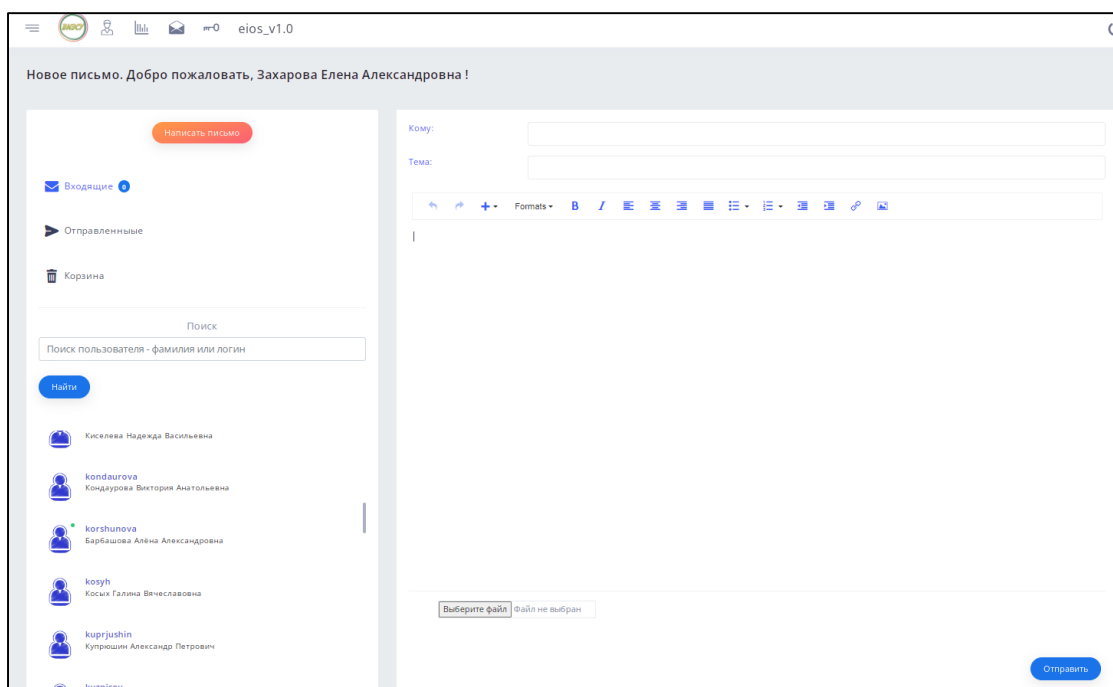 eios_v1.0
Новое письмо. Добро пожаловать, Захарова Елена Александровна !
Написать письмо
Входящие 0
Отправленныые
Корзина
Поиск
Поиск пользователя - фамилия или логин
Найти
Киселева Надежда Васильевна
kondaurova
Кондаурова Виктория Анатольевна
korshunova
Барбашова Алёна Александровна
kosyh
Косых Галина Вячеславовна
kuprjushin
Купрюшин Александр Петрович
Кому:
Тема:
Formats
B I
Выберите файл Файл не выбран
Отправить